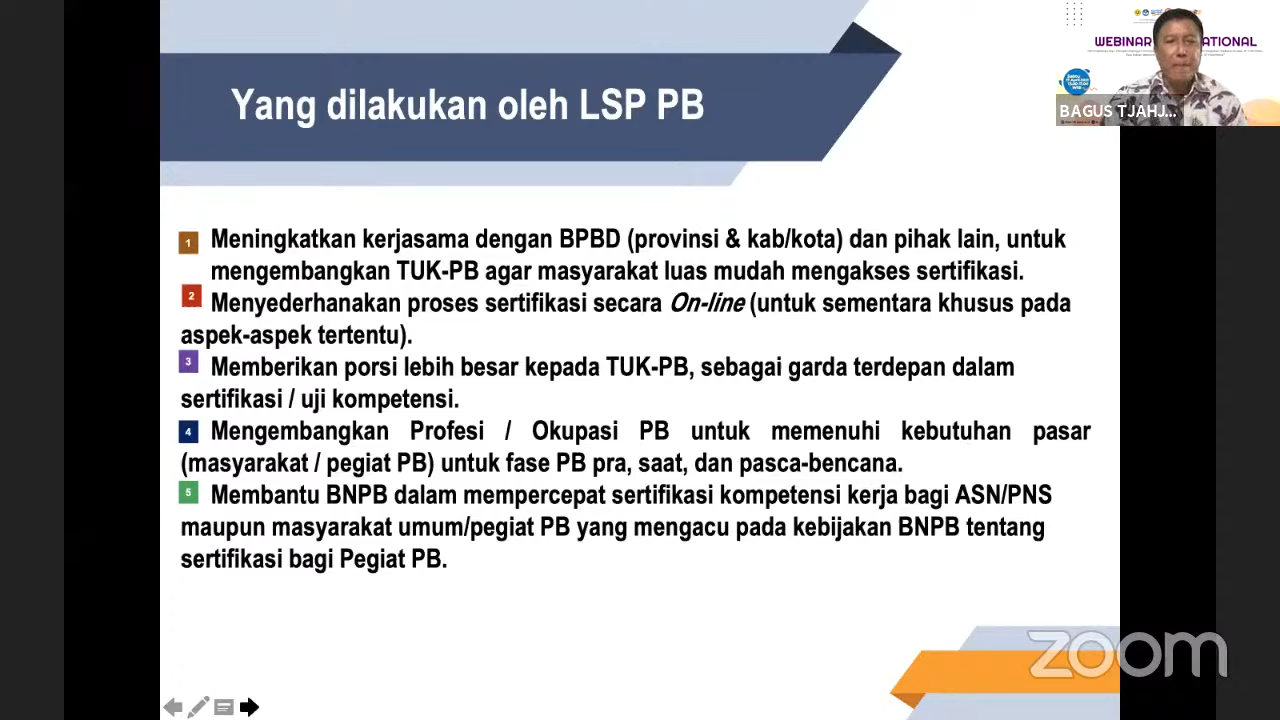 Yang dilakukan oleh LSP PB
WEBINAR
ATIONAL
BAGUS TJAHJ...
1
Meningkatkan kerjasama dengan BPBD (provinsi & kab/kota) dan pihak lain, untuk
mengembangkan TUK-PB agar masyarakat luas mudah mengakses sertifikasi.
2
Menyederhanakan proses sertifikasi secara On-line (untuk sementara khusus pada
aspek-aspek tertentu).
3
Memberikan porsi lebih besar kepada TUK-PB, sebagai garda terdepan dalam
sertifikasi / uji kompetensi.
4
Mengembangkan Profesi / Okupasi PB untuk memenuhi kebutuhan pasar
(masyarakat / pegiat PB) untuk fase PB pra, saat, dan pasca-bencana.
5
Membantu BNPB dalam mempercepat sertifikasi kompetensi kerja bagi ASN/PNS
maupun masyarakat umum/pegiat PB yang mengacu pada kebijakan BNPB tentang
sertifikasi bagi Pegiat PB.
zoom